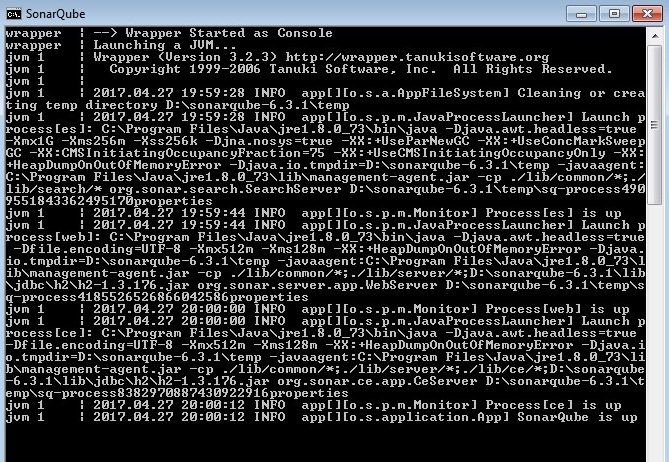 SonarQube
wrapper  | --> Wrapper Started as Console
wrapper  | Launching a JVM...
jvm 1    | Wrapper (Version 3.2.3) http://wrapper.tanukisoftware.org
jvm 1    |   Copyright 1999-2006 Tanuki Software, Inc.  All Rights Reserved.
jvm 1    |
jvm 1    | 2017.04.27 19:59:28 INFO  app[][o.s.a.AppFileSystem] Cleaning or crea
ting temp directory D:\sonarqube-6.3.1\temp
jvm 1    | 2017.04.27 19:59:28 INFO  app[][o.s.p.m.JavaProcessLauncher] Launch p
rocess[es]: C:\Program Files\Java\jre1.8.0_73\bin\java -Djava.awt.headless=true
-Xmx1G -Xms256m -Xss256k -Djna.nosys=true -XX:+UseParNewGC -XX:+UseConcMarkSweep
GC -XX:CMSInitiatingOccupancyFraction=75 -XX:+UseCMSInitiatingOccupancyOnly -XX:
+HeapDumpOnOutOfMemoryError -Djava.io.tmpdir=D:\sonarqube-6.3.1\temp -javaagent:
C:\Program Files\Java\jre1.8.0_73\lib\management-agent.jar -cp ./lib/common/*;./
lib/search/* org.sonar.search.SearchServer D:\sonarqube-6.3.1\temp\sq-process490
9551843362495170properties
jvm 1    | 2017.04.27 19:59:44 INFO  app[][o.s.p.m.Monitor] Process[es] is up
jvm 1    | 2017.04.27 19:59:44 INFO  app[][o.s.p.m.JavaProcessLauncher] Launch p
rocess[web]: C:\Program Files\Java\jre1.8.0_73\bin\java -Djava.awt.headless=true
 -Dfile.encoding=UTF-8 -Xmx512m -Xms128m -XX:+HeapDumpOnOutOfMemoryError -Djava.
io.tmpdir=D:\sonarqube-6.3.1\temp -javaagent:C:\Program Files\Java\jre1.8.0_73\l
ib\management-agent.jar -cp ./lib/common/*;./lib/server/*;D:\sonarqube-6.3.1\lib
\jdbc\h2\h2-1.3.176.jar org.sonar.server.app.WebServer D:\sonarqube-6.3.1\temp\s
q-process4185526526866042586properties
jvm 1    | 2017.04.27 20:00:00 INFO  app[][o.s.p.m.Monitor] Process[web] is up
jvm 1    | 2017.04.27 20:00:00 INFO  app[][o.s.p.m.JavaProcessLauncher] Launch p
rocess[ce]: C:\Program Files\Java\jre1.8.0_73\bin\java -Djava.awt.headless=true
-Dfile.encoding=UTF-8 -Xmx512m -Xms128m -XX:+HeapDumpOnOutOfMemoryError -Djava.i
o.tmpdir=D:\sonarqube-6.3.1\temp -javaagent:C:\Program Files\Java\jre1.8.0_73\li
b\management-agent.jar -cp ./lib/common/*;./lib/server/*;./lib/ce/*;D:\sonarqube
-6.3.1\lib\jdbc\h2\h2-1.3.176.jar org.sonar.ce.app.CeServer D:\sonarqube-6.3.1\t
emp\sq-process8382970887430922916properties
jvm 1    | 2017.04.27 20:00:12 INFO  app[][o.s.p.m.Monitor] Process[ce] is up
jvm 1    | 2017.04.27 20:00:12 INFO  app[][o.s.application.App] SonarQube is up